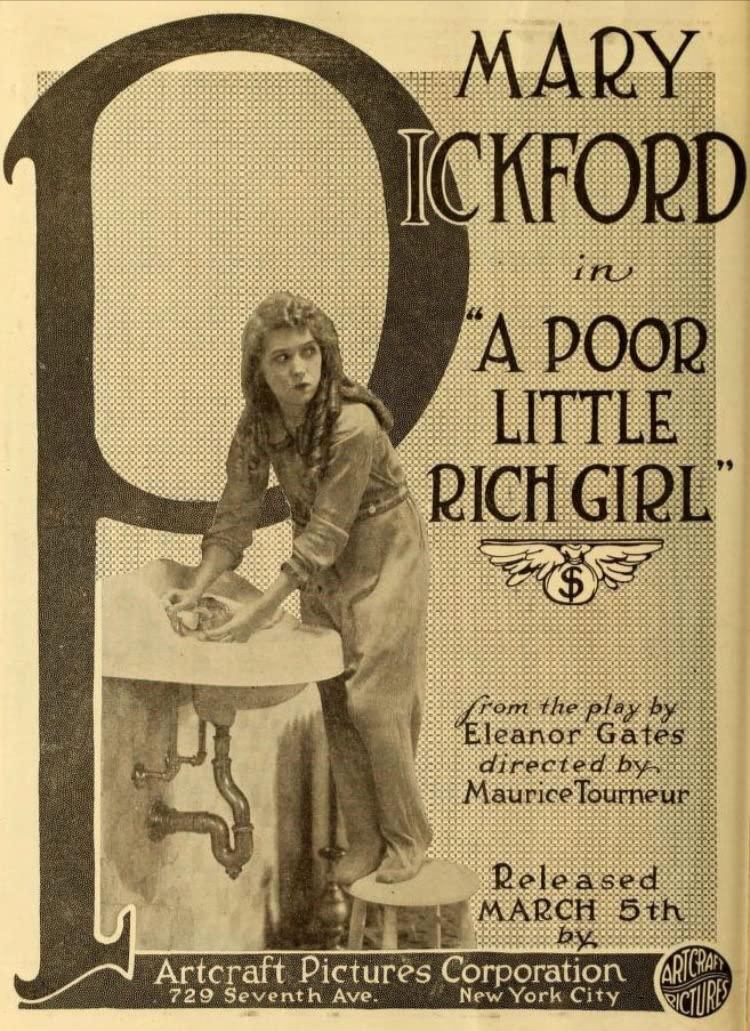 MARY
PICKFORD
in
"A POOR
LITTLE
RICH GIRL"
$
from the play by
Eleanor Gates
directed by
Maurice Tourneur
Released
MARCH 5th
by
Artcraft Pictures Corporation
729 Seventh Ave. New York City
ARTCRAFT
PICTURES